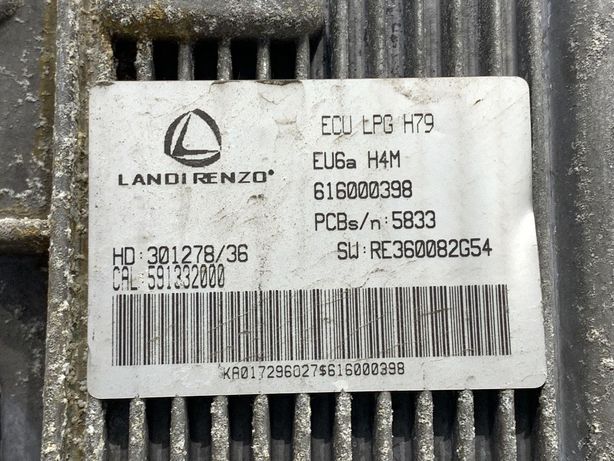 ECU LPG H79
LANDIRENZO®
EU6a H4M
616000398
PCBs/n:5833
HD:301278/36
SW:RE360082G54
CAL:591332000
KA017296027$616000398